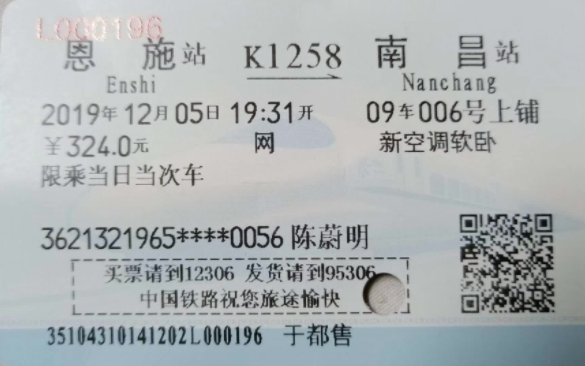 L000196
恩施站 K1258 南昌站
Enshi Nanchang
2019年12月05日19:31开 09车006号上铺
￥324.0元 网 新空调软卧
限乘当日当次车
3621321965****0056 陈蔚明
买票请到12306 发货请到95306
中国铁路祝您旅途愉快
35104310141202L000196 于都售